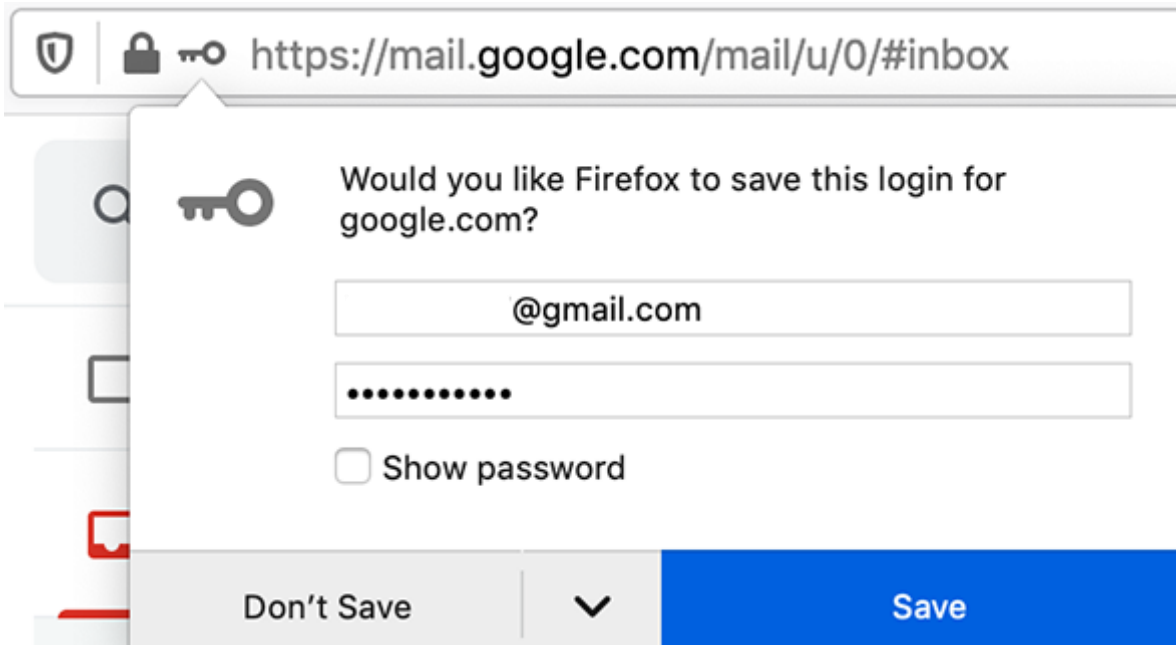 https://mail.google.com/mail/u/0/#inbox
Would you like Firefox to save this login for
google.com?
@gmail.com
•••••••••••
Show password
Don't Save
Save